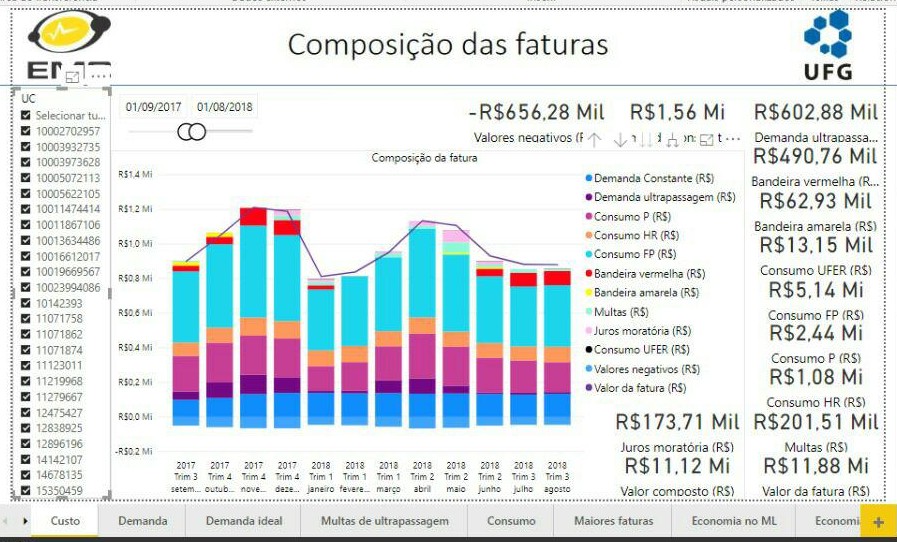 Composição das faturas
UFG
UC
Selecionar tu...
10002702957
10003932735
10003973628
10005072113
10005622105
10011474414
10011867106
10013634486
10016612017
10019669567
10023994086
10142393
11071758
11071862
11071874
11123011
11219968
11279667
12475427
12838925
12896196
14142107
14678135
15350459
01/09/2017 01/08/2018
-R$656,28 Mil
Valores negativos (F
R$1,56 Mi
R$602,88 Mil
Demanda ultrapassa...
R$490,76 Mil
Bandeira vermelha (R...
R$62,93 Mil
Bandeira amarela (R$)
R$13,15 Mil
Consumo UFER (R$)
R$5,14 Mi
Consumo FP (R$)
R$2,44 Mi
Consumo P (R$)
R$1,08 Mi
Consumo HR (R$)
R$173,71 Mil
Juros moratória (R$)
R$201,51 Mil
Multas (R$)
R$11,12 Mi
Valor composto (R$)
R$11,88 Mi
Valor da fatura (R$)
Composição da fatura
R$1.4 Mi
R$1.2 Mi
R$1.0 Mi
R$0.8 Mi
R$0.6 Mi
R$0.4 Mi
R$0.2 Mi
R$0.0 Mi
-R$0.2 Mi
2017 2017 2017 2017 2018 2018 2018 2018 2018 2018 2018 2018
Trim 3 Trim 4 Trim 4 Trim 4 Trim 1 Trim 1 Trim 1 Trim 2 Trim 2 Trim 2 Trim 3 Trim 3
setem... outub... nove... deze... janeiro fevere... março abril maio junho julho agosto
Demanda Constante (R$)
Demanda ultrapassagem (R$)
Consumo P (R$)
Consumo HR (R$)
Consumo FP (R$)
Bandeira vermelha (R$)
Bandeira amarela (R$)
Multas (R$)
Juros moratória (R$)
Consumo UFER (R$)
Valores negativos (R$)
Valor da fatura (R$)
Custo Demanda Demanda ideal Multas de ultrapassagem Consumo Maiores faturas Economia no ML Economi